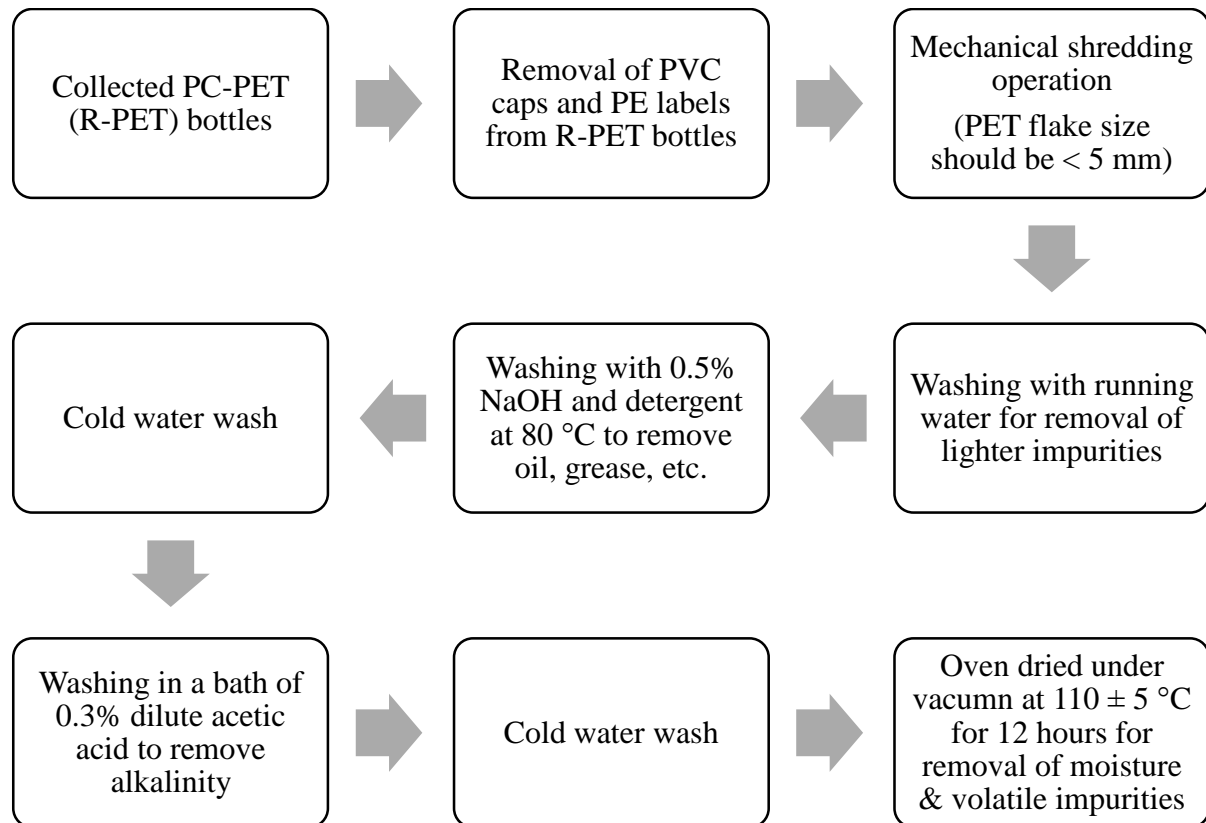 Collected PC-PET
(R-PET) bottles
Removal of PVC
caps and PE labels
from R-PET bottles
Mechanical shredding
operation
(PET flake size
should be < 5 mm)
Washing with running
water for removal of
lighter impurities
Washing with 0.5%
NaOH and detergent
at 80 °C to remove
oil, grease, etc.
Cold water wash
Washing in a bath of
0.3% dilute acetic
acid to remove
alkalinity
Cold water wash
Oven dried under
vacumn at 110 ± 5 °C
for 12 hours for
removal of moisture
& volatile impurities